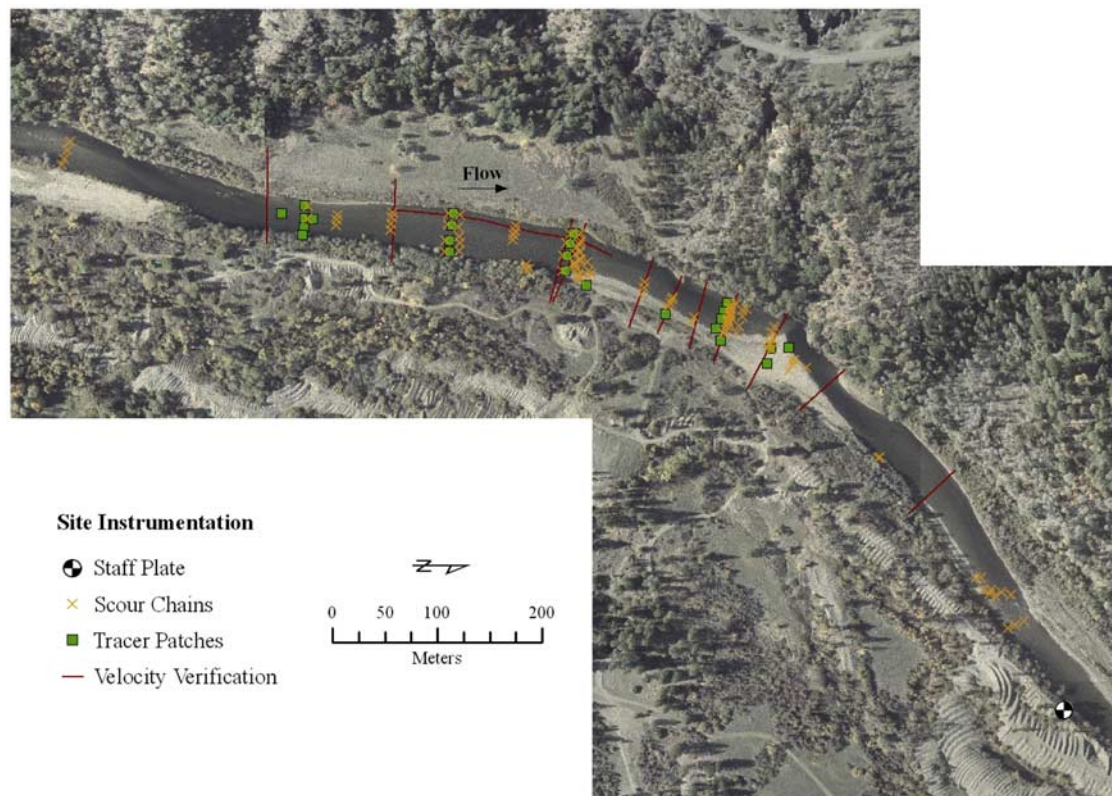 Flow
Site Instrumentation
Staff Plate
Scour Chains
Tracer Patches
Velocity Verification
N
0 50 100 200
Meters